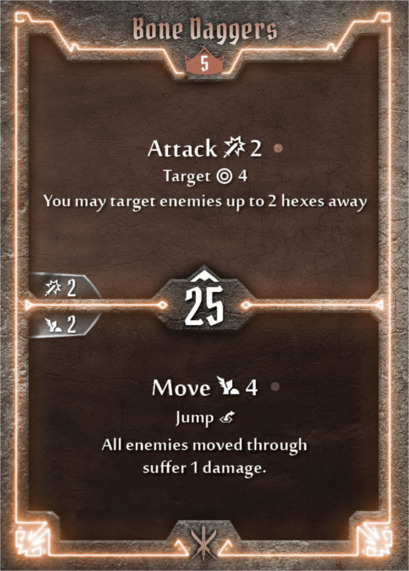 Bone Daggers
5
Attack 2
Target 4
You may target enemies up to 2 hexes away
2
25
2
Move 4
Jump
All enemies moved through
suffer 1 damage.